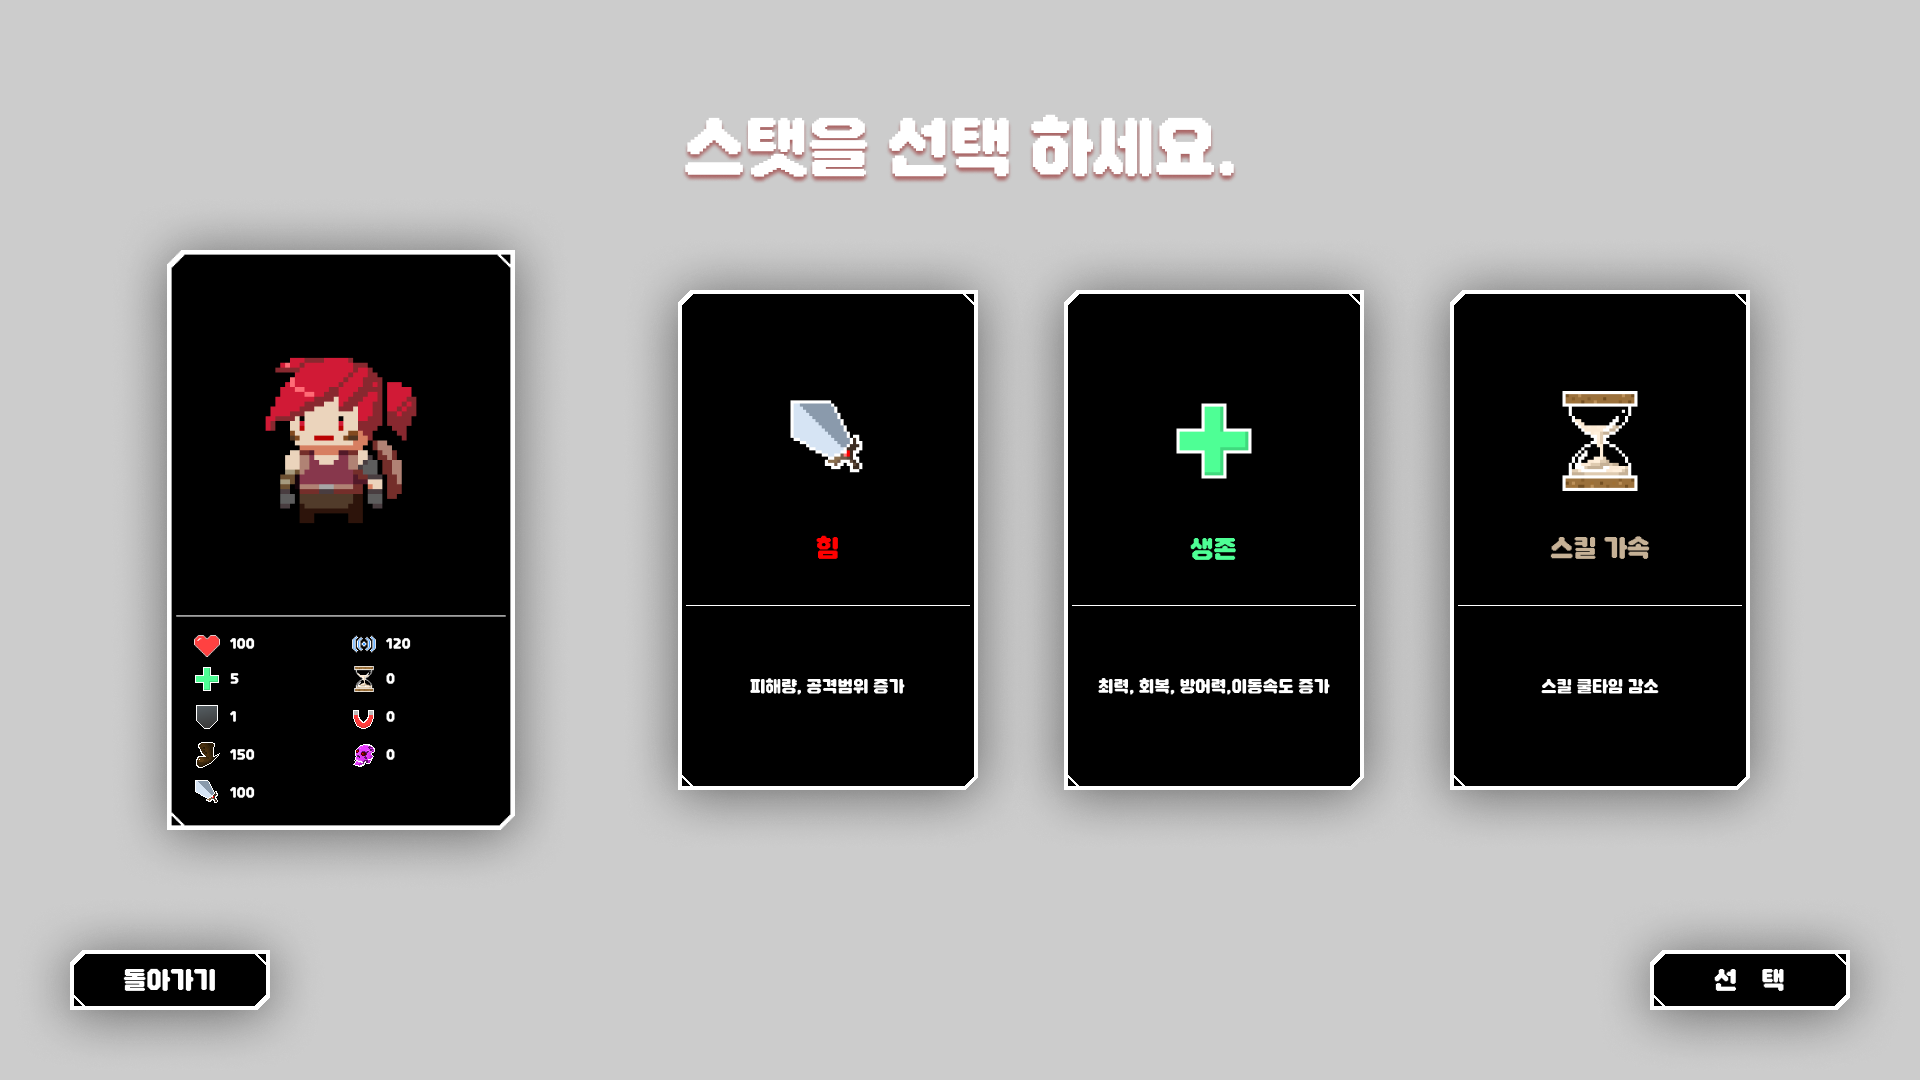 스탯을 선택 하세요.
100 120
5 0
1 0
150 0
100
힘
피해량, 공격범위 증가
생존
최력, 회복, 방어력,이동속도 증가
스킬 가속
스킬 쿨타임 감소
돌아가기
선 택